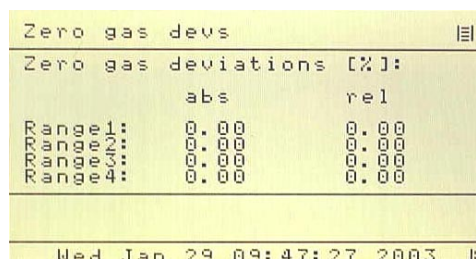 Zero gas devs
Zero gas deviations [%]:
abs rel
Range1: 0.00 0.00
Range2: 0.00 0.00
Range3: 0.00 0.00
Range4: 0.00 0.00
Wed Jan 29 09:47:27 2003